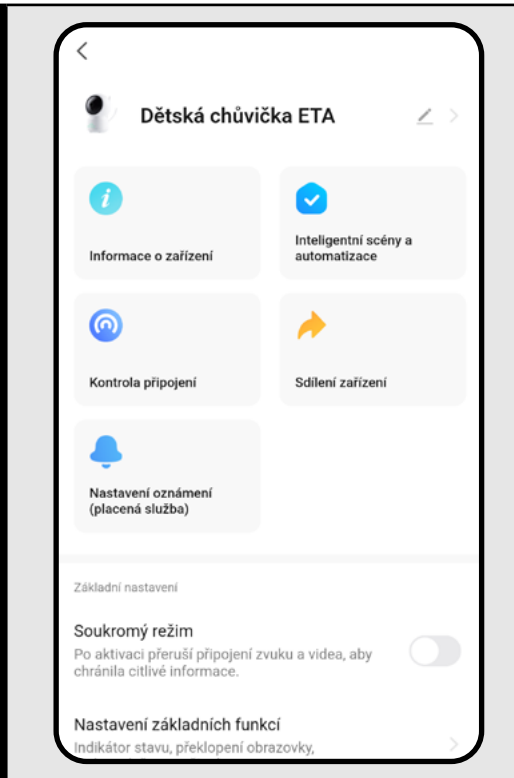 Dětská chůvička ETA
Informace o zařízení
Inteligentní scény a
automatizace
Kontrola připojení
Sdílení zařízení
Nastavení oznámení
(placená služba)
Základní nastavení
Soukromý režim
Po aktivaci přeruší připojení zvuku a videa, aby
chránila citlivé informace.
Nastavení základních funkcí
Indikátor stavu, překlopení obrazovky,